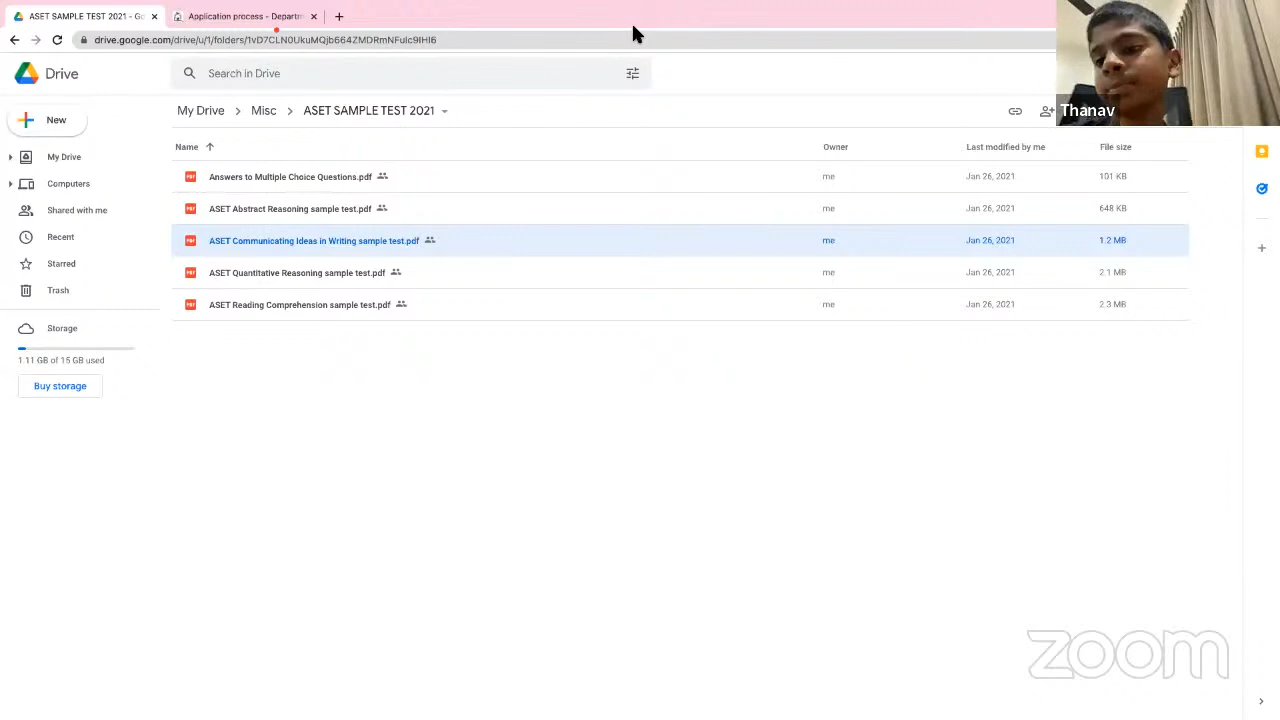 ASET SAMPLE TEST 2021 - Go
Application process - Departm
drive.google.com/drive/u/1/folders/
Drive
Search in Drive
Thanav
New
My Drive
Misc
ASET SAMPLE TEST 2021
Name
Owner
Last modified by me
File size
My Drive
Answers to Multiple Choice Questions.pdf
me
Jan 26, 2021
101 KB
Computers
ASET Abstract Reasoning sample test.pdf
me
Jan 26, 2021
648 KB
Shared with me
Recent
ASET Communicating Ideas in Writing sample test.pdf
me
Jan 26, 2021
1.2 MB
Starred
ASET Quantitative Reasoning sample test.pdf
me
Jan 26, 2021
2.1 MB
Trash
ASET Reading Comprehension sample test.pdf
me
Jan 26, 2021
2.3 MB
Storage
1.11 GB of 15 GB used
Buy storage
zoom